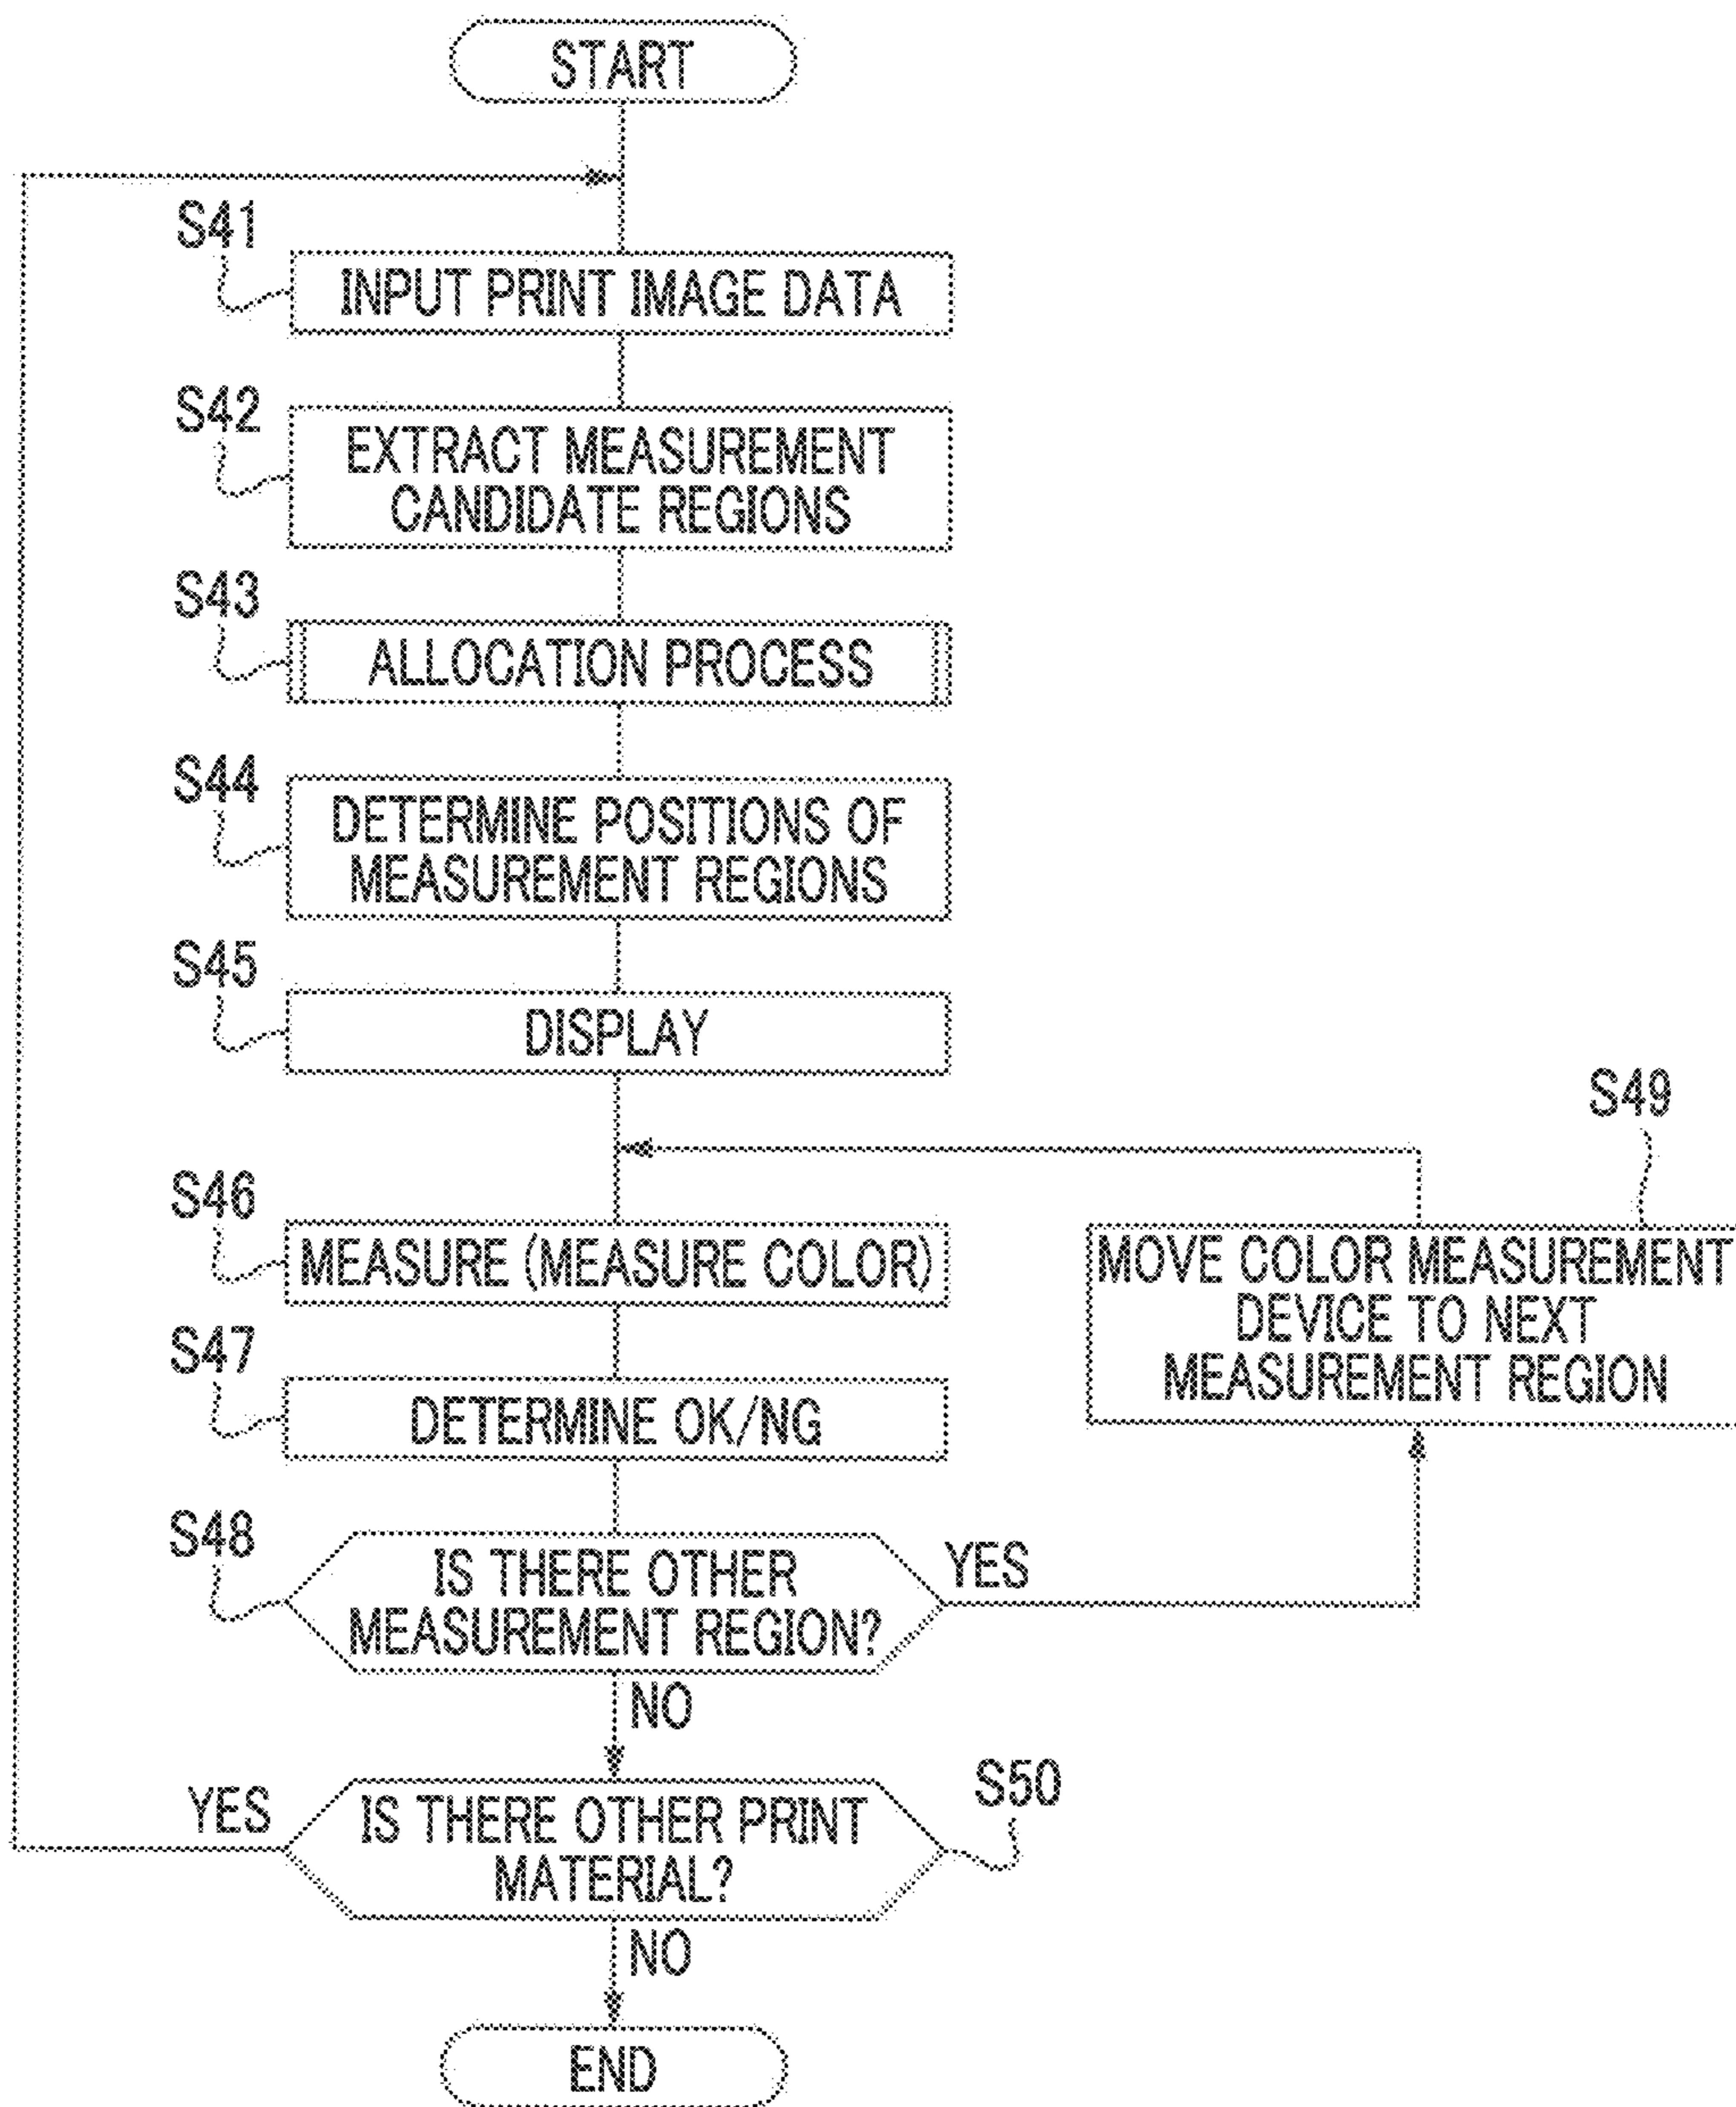 START
S41
INPUT PRINT IMAGE DATA
S42
EXTRACT MEASUREMENT
CANDIDATE REGIONS
S43
ALLOCATION PROCESS
S44
DETERMINE POSITIONS OF
MEASUREMENT REGIONS
S45
DISPLAY
S46
MEASURE (MEASURE COLOR)
S49
MOVE COLOR MEASUREMENT
DEVICE TO NEXT
MEASUREMENT REGION
S47
DETERMINE OK/NG
S48
IS THERE OTHER
MEASUREMENT REGION?
YES
NO
S50
IS THERE OTHER PRINT
MATERIAL?
YES
NO
END